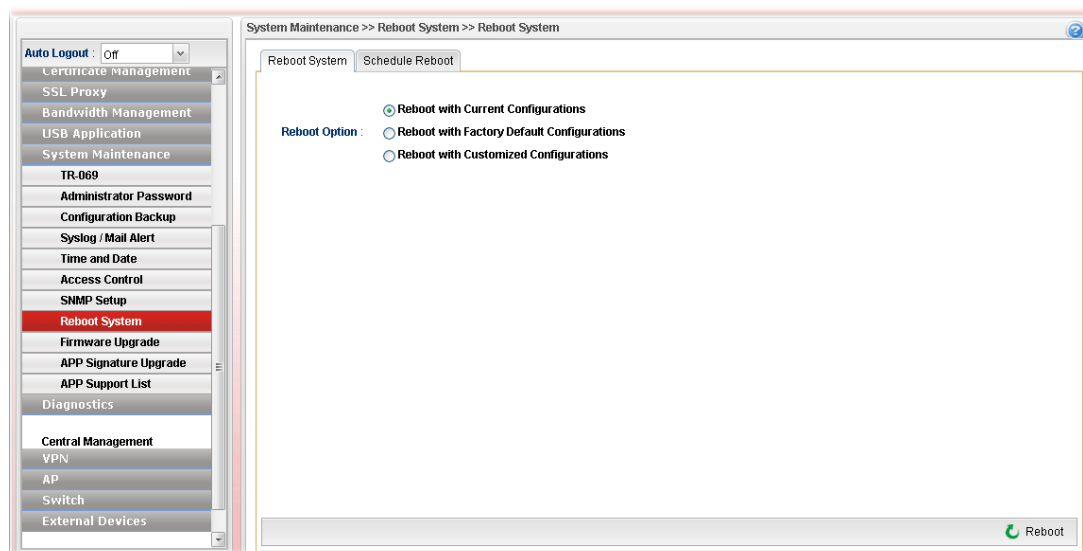 System Maintenance >> Reboot System >> Reboot System
Auto Logout : Off
Certificate Management
SSL Proxy
Bandwidth Management
USB Application
System Maintenance
TR-069
Administrator Password
Configuration Backup
Syslog / Mail Alert
Time and Date
Access Control
SNMP Setup
Reboot System
Firmware Upgrade
APP Signature Upgrade
APP Support List
Diagnostics
Central Management
VPN
AP
Switch
External Devices
Reboot System
Schedule Reboot
Reboot Option :
Reboot with Current Configurations
Reboot with Factory Default Configurations
Reboot with Customized Configurations
Reboot